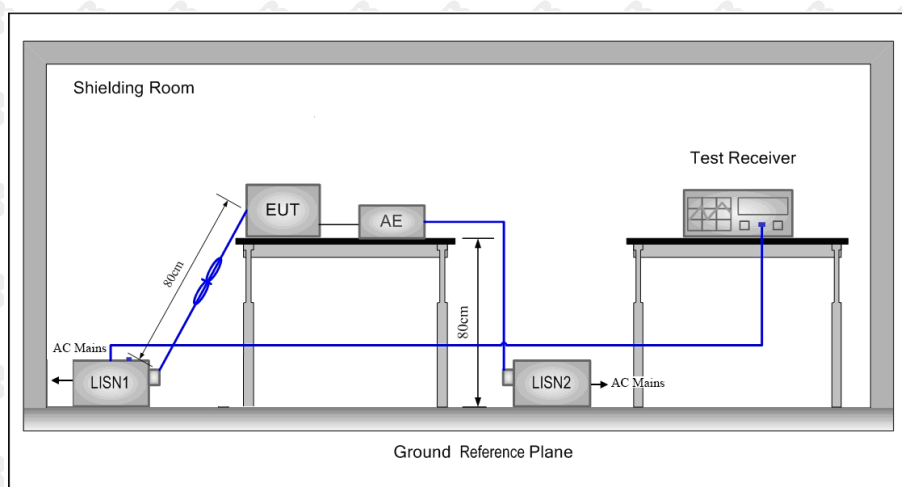 Shielding Room
Test Receiver
EUT
AE
80cm
80cm
AC Mains
LISN1
LISN2
AC Mains
Ground Reference Plane